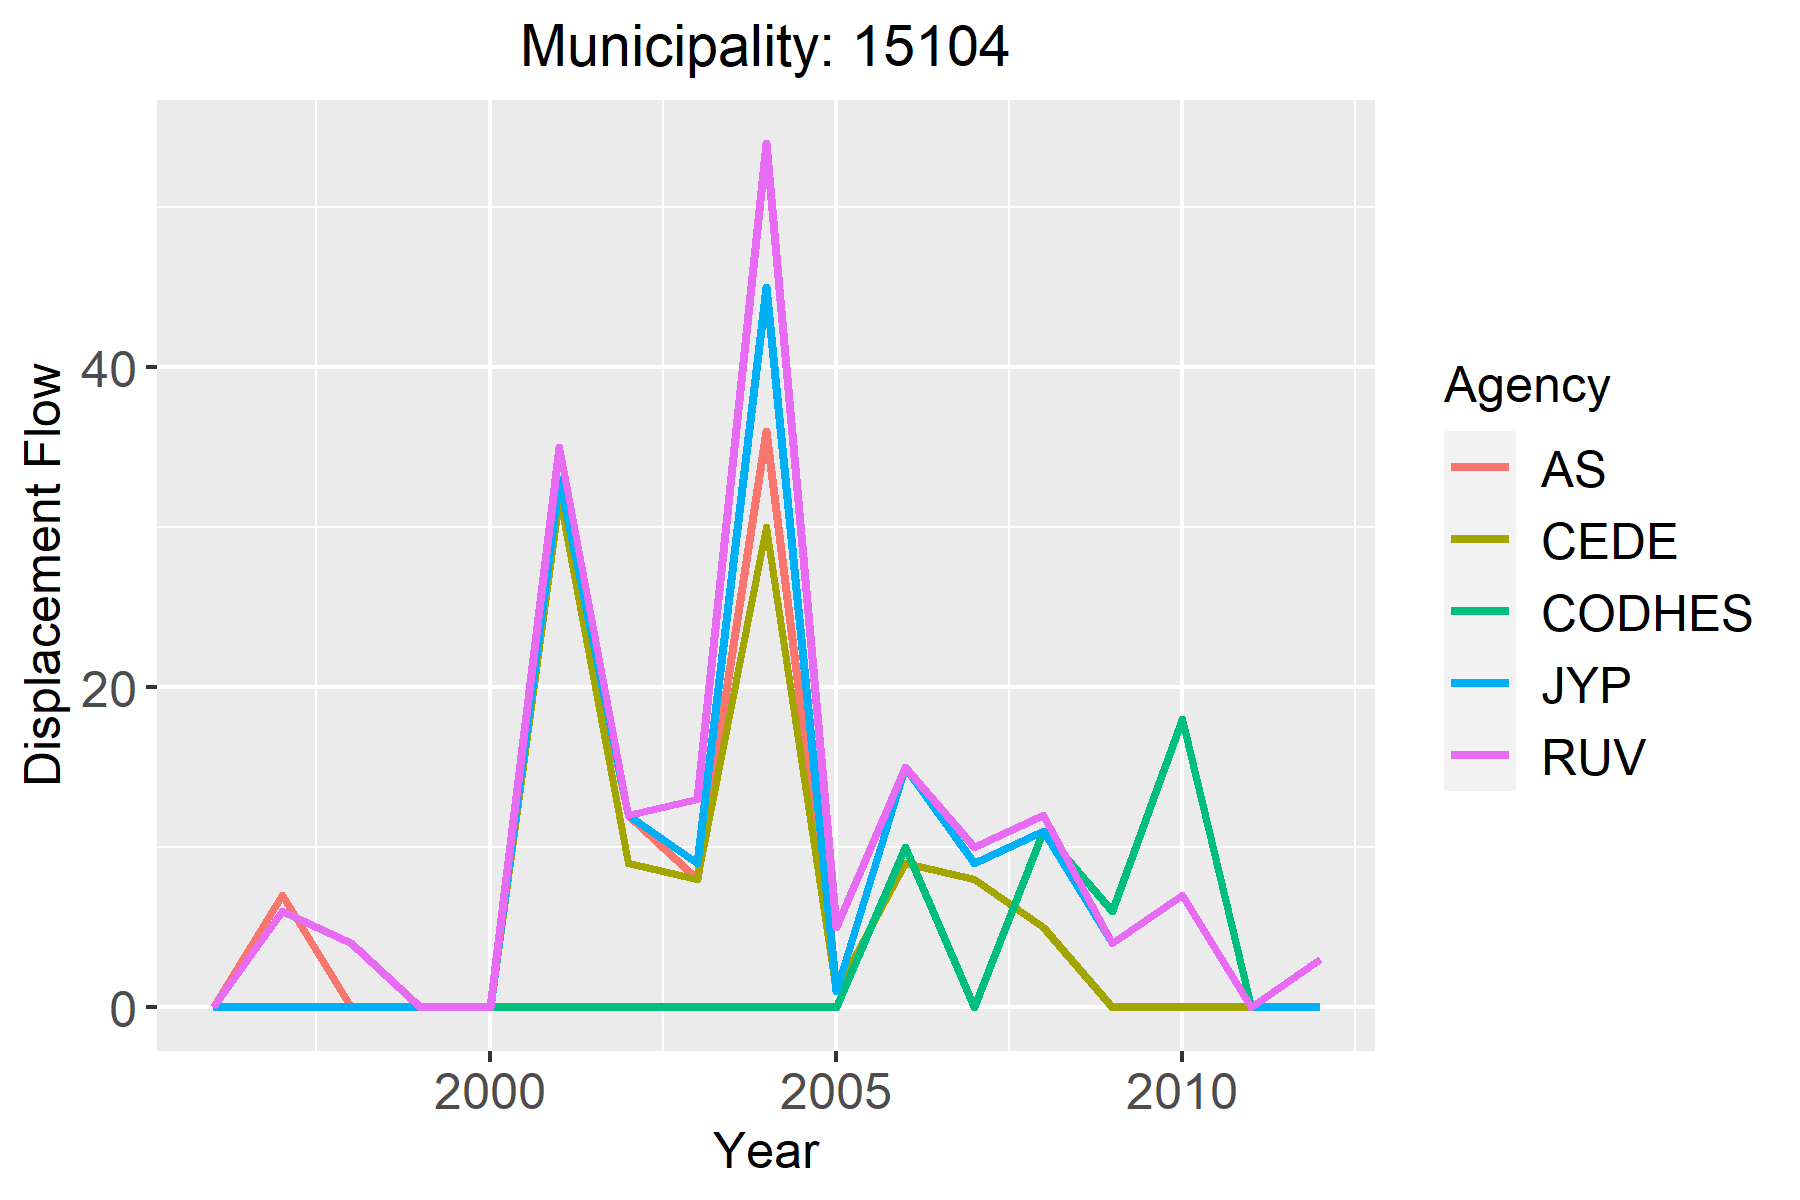 Municipality: 15104
Displacement Flow
40
20
0
2000 2005 2010
Year
Agency
AS
CEDE
CODHES
JYP
RUV